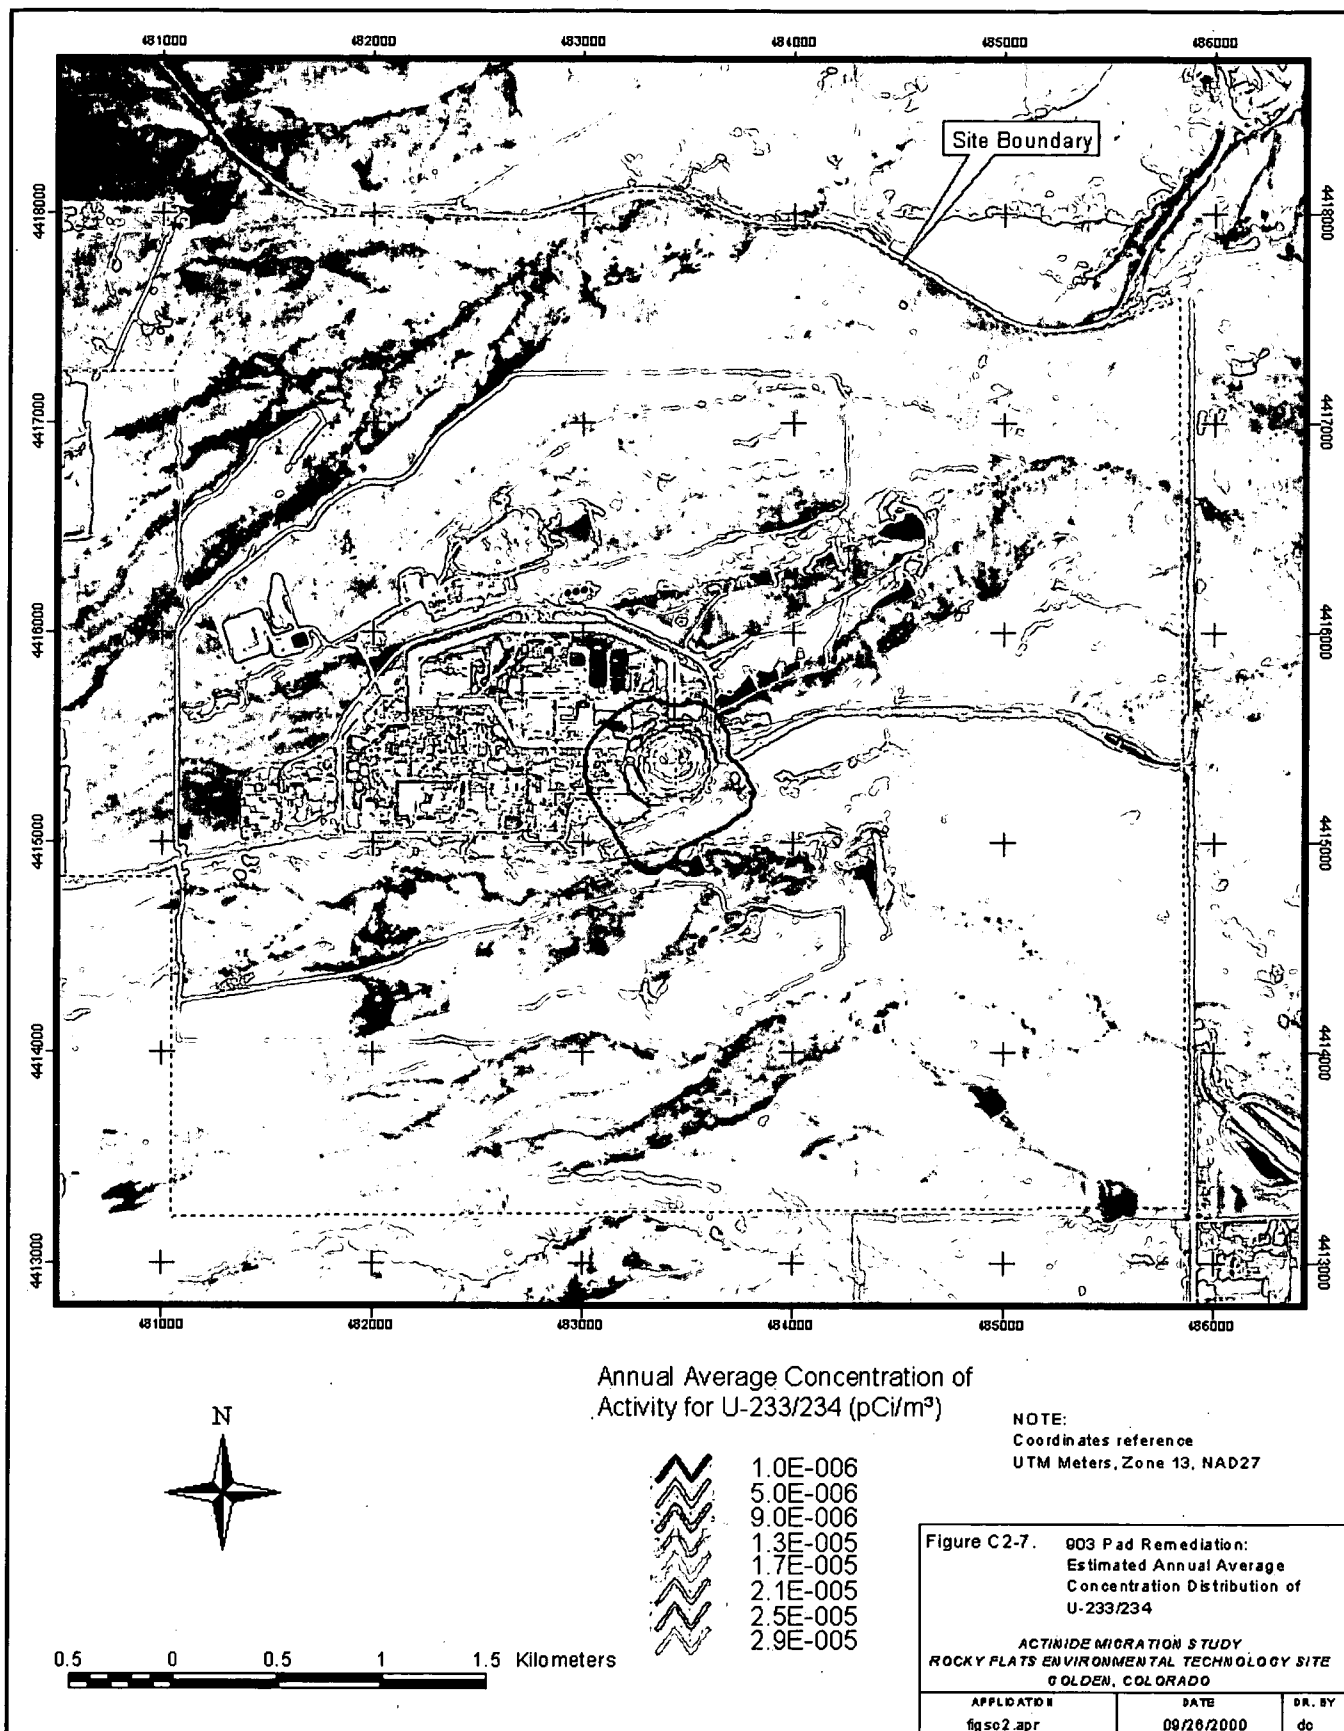 481000 482000 483000 484000 485000 486000
Site Boundary
4418000 4418000
4417000 4417000
4416000 4416000
4415000 4415000
4414000 4414000
4413000 4413000
481000 482000 483000 484000 485000 486000
Annual Average Concentration of
Activity for U-233/234 (pCi/m³)
N
NOTE:
Coordinates reference
UTM Meters, Zone 13, NAD27
1.0E-006
5.0E-006
9.0E-006
1.3E-005
1.7E-005
2.1E-005
2.5E-005
2.9E-005
0.5 0 0.5 1 1.5 Kilometers
Figure C2-7. 903 Pad Remediation:
Estimated Annual Average
Concentration Distribution of
U-233/234
ACTINIDE MIGRATION STUDY
ROCKY FLATS ENVIRONMENTAL TECHNOLOGY SITE
GOLDEN, COLORADO
APPLICATION DATE DR. BY
figsc2.apr 09/26/2000 dc